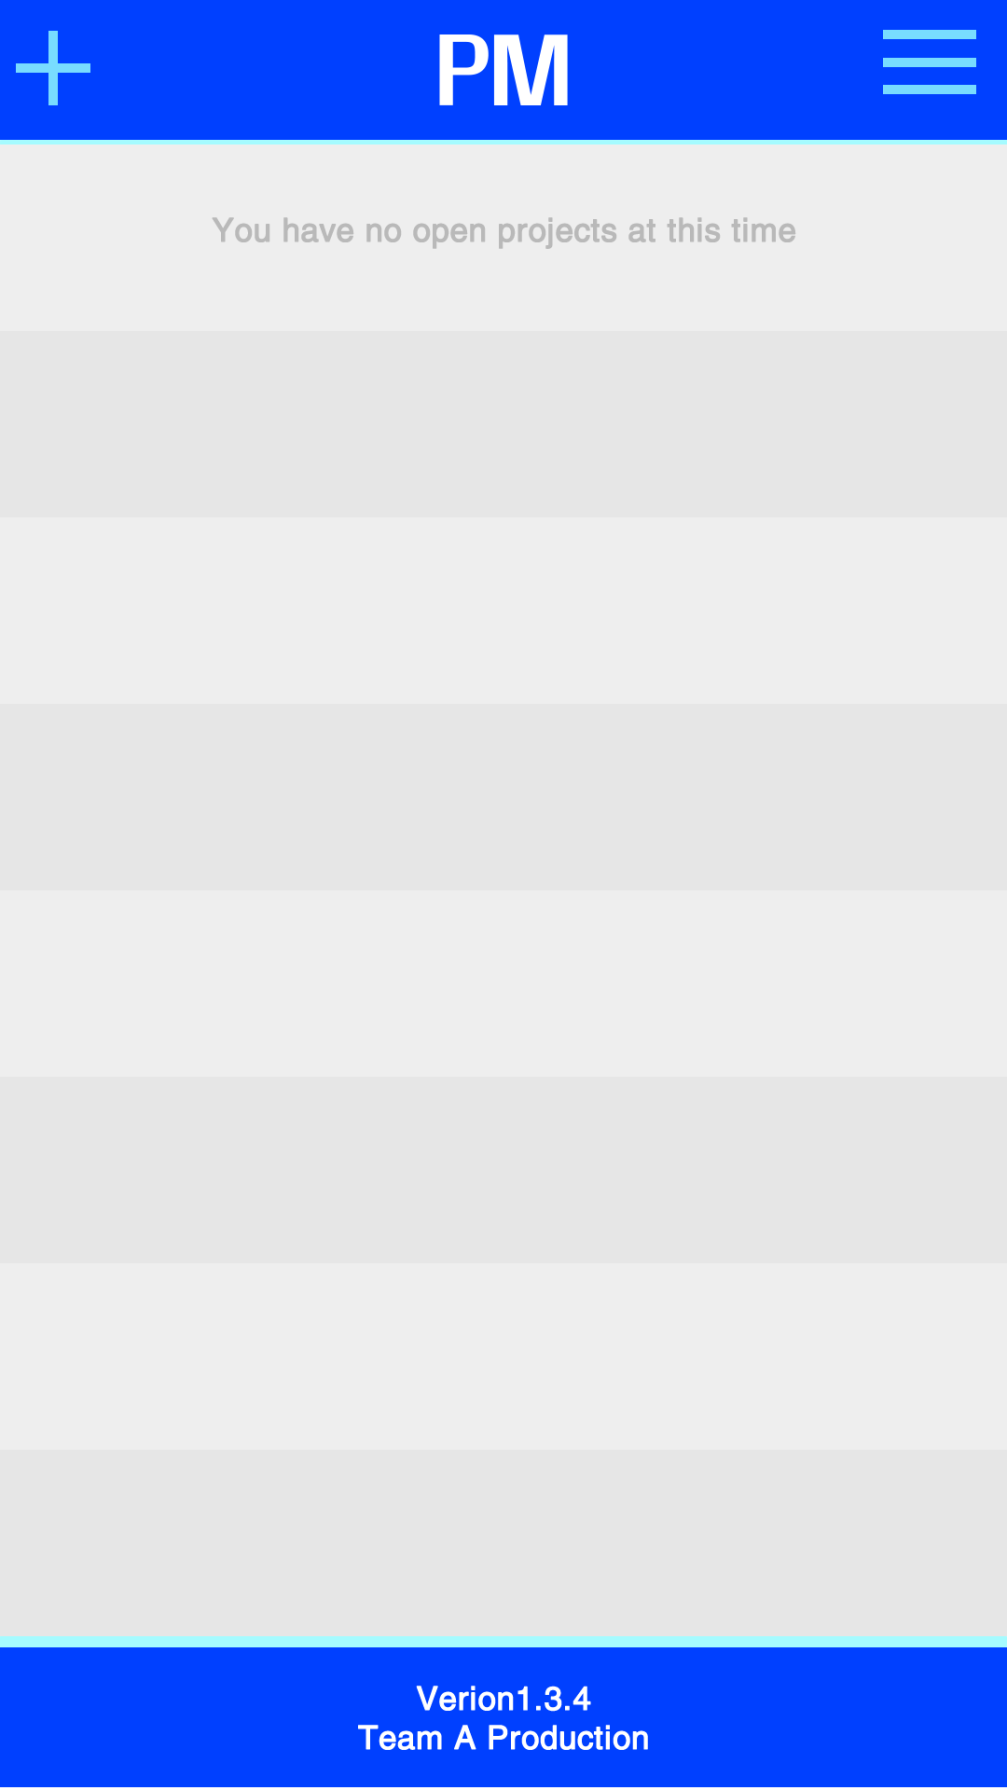 PM
You have no open projects at this time
Verion1.3.4
Team A Production